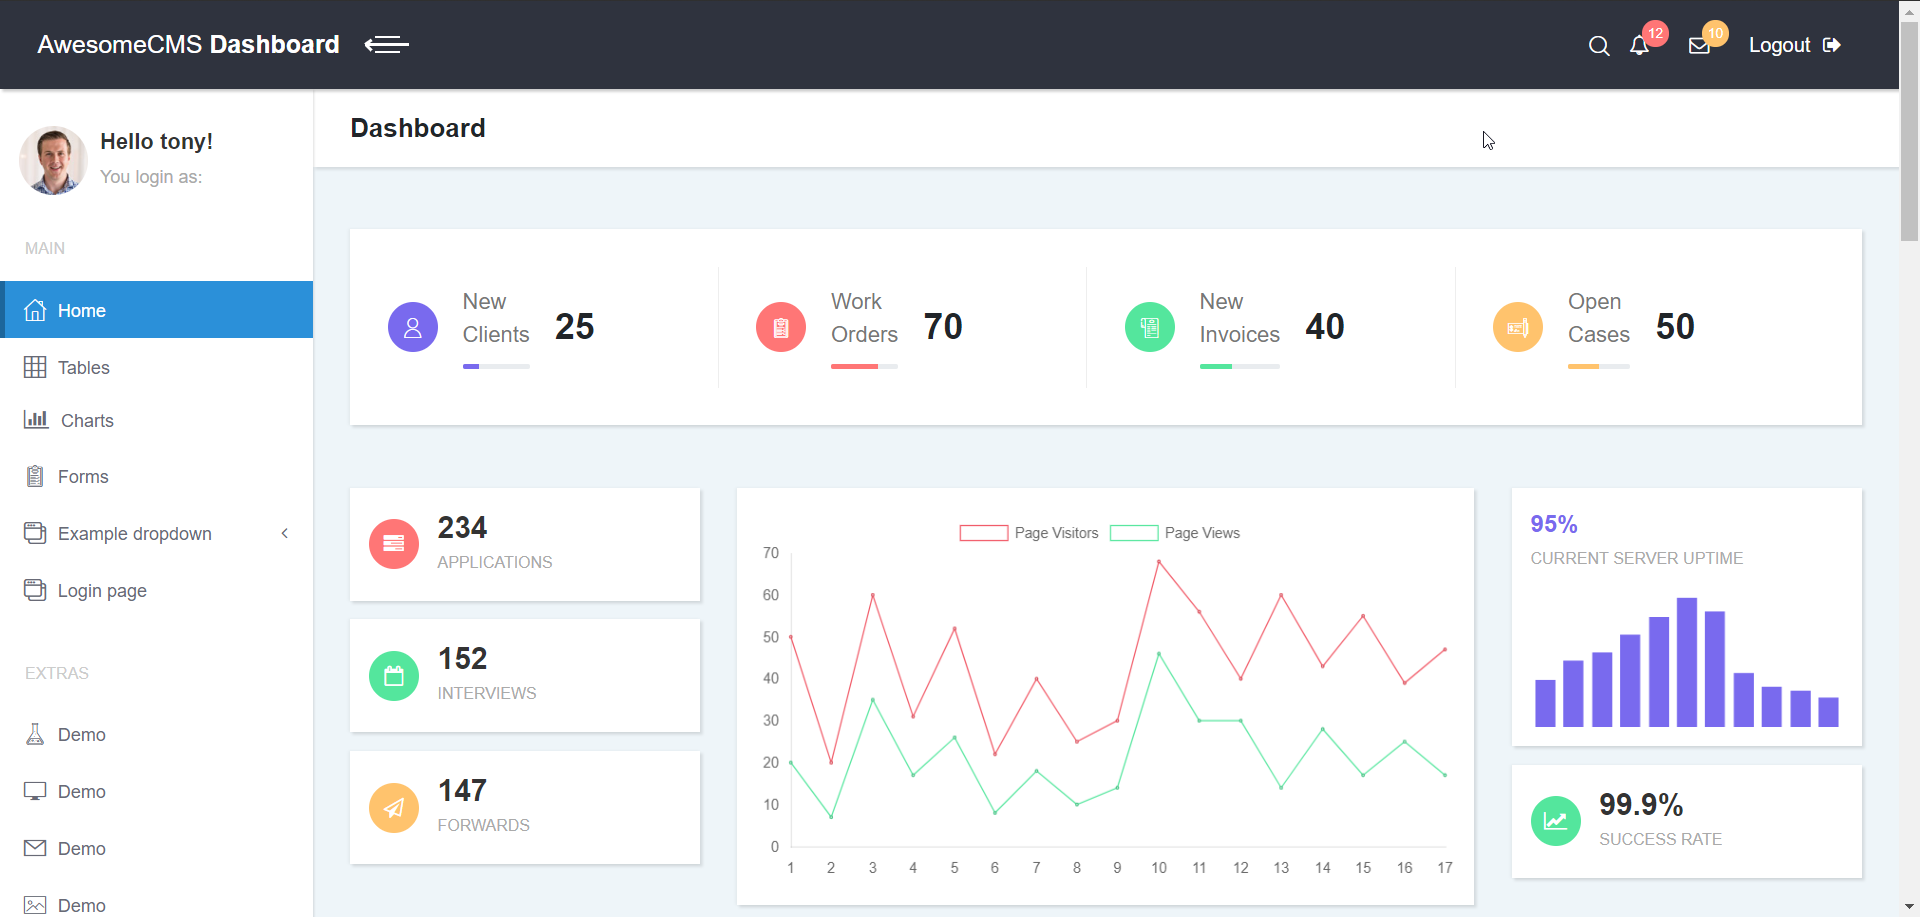 AwesomeCMS Dashboard
12
10
Logout
Hello tony!
You login as:
MAIN
Home
Tables
Charts
Forms
Example dropdown
Login page
EXTRAS
Demo
Demo
Demo
Demo
Dashboard
New
Clients
25
Work
Orders
70
New
Invoices
40
Open
Cases
50
234
APPLICATIONS
152
INTERVIEWS
147
FORWARDS
Page Visitors
Page Views
70
60
50
40
30
20
10
0
1 2 3 4 5 6 7 8 9 10 11 12 13 14 15 16 17
95%
CURRENT SERVER UPTIME
99.9%
SUCCESS RATE